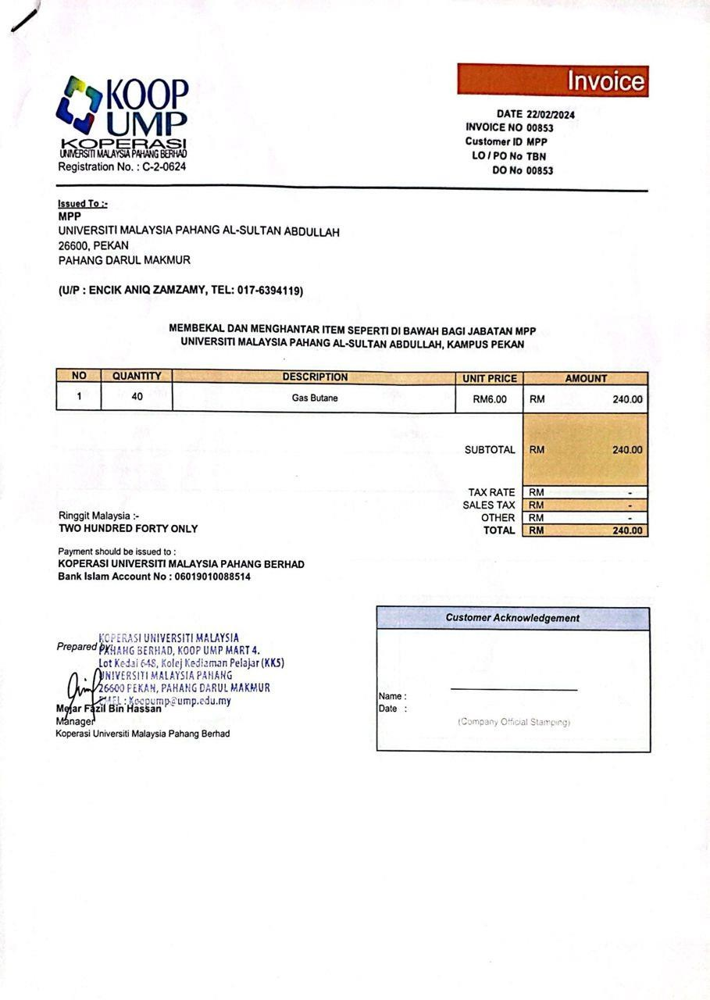 KOOP
UMP
KOPERASI
UNIVERSITI MALAYSIA PAHANG BERHAD
Registration No. : C-2-0624
Invoice
DATE 22/02/2024
INVOICE NO 00853
Customer ID MPP
LO / PO No TBN
DO No 00853
Issued To :-
MPP
UNIVERSITI MALAYSIA PAHANG AL-SULTAN ABDULLAH
26600, PEKAN
PAHANG DARUL MAKMUR
(U/P : ENCIK ANIQ ZAMZAMY, TEL: 017-6394119)
MEMBEKAL DAN MENGHANTAR ITEM SEPERTI DI BAWAH BAGI JABATAN MPP
UNIVERSITI MALAYSIA PAHANG AL-SULTAN ABDULLAH, KAMPUS PEKAN
NO QUANTITY DESCRIPTION UNIT PRICE AMOUNT
1 40 Gas Butane RM6.00 RM 240.00
SUBTOTAL RM 240.00
TAX RATE RM -
SALES TAX RM -
OTHER RM -
TOTAL RM 240.00
Ringgit Malaysia :-
TWO HUNDRED FORTY ONLY
Payment should be issued to :
KOPERASI UNIVERSITI MALAYSIA PAHANG BERHAD
Bank Islam Account No : 06019010088514
Prepared by:
KOPERASI UNIVERSITI MALAYSIA
PAHANG BERHAD, KOOP UMP MART 4.
Lot Kedai 648, Kolej Kediaman Pelajar (KK5)
UNIVERSITI MALAYSIA PAHANG
26600 PEKAN, PAHANG DARUL MAKMUR
EMEL : Koopump@ump.edu.my
Mejar Fazil Bin Hassan
Manager
Koperasi Universiti Malaysia Pahang Berhad
Customer Acknowledgement
Name :
Date :
(Company Official Stamping)